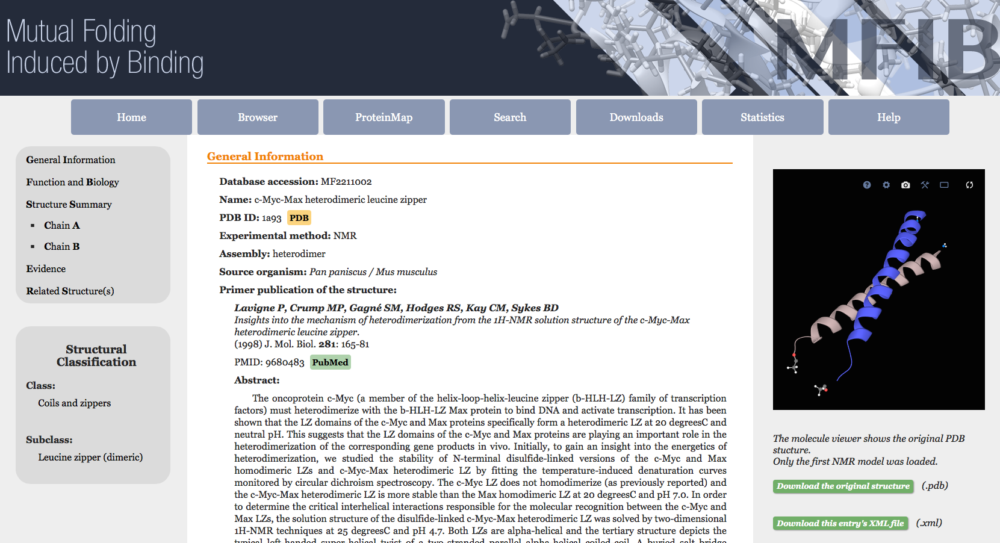 Mutual Folding
Induced by Binding
MFIB
Home
Browser
ProteinMap
Search
Downloads
Statistics
Help
General Information
Function and Biology
Structure Summary
Chain A
Chain B
Evidence
Related Structure(s)
Structural
Classification
Class:
Coils and zippers
Subclass:
Leucine zipper (dimeric)
General Information
Database accession: MF2211002
Name: c-Myc-Max heterodimeric leucine zipper
PDB ID: 1a93 PDB
Experimental method: NMR
Assembly: heterodimer
Source organism: Pan paniscus / Mus musculus
Primer publication of the structure:
Lavigne P, Crump MP, Gagné SM, Hodges RS, Kay CM, Sykes BD
Insights into the mechanism of heterodimerization from the 1H-NMR solution structure of the c-Myc-Max
heterodimeric leucine zipper.
(1998) J. Mol. Biol. 281: 165-81
PMID: 9680483 PubMed
Abstract:
The oncoprotein c-Myc (a member of the helix-loop-helix-leucine zipper (b-HLH-LZ) family of transcription
factors) must heterodimerize with the b-HLH-LZ Max protein to bind DNA and activate transcription. It has been
shown that the LZ domains of the c-Myc and Max proteins specifically form a heterodimeric LZ at 20 degreesC and
neutral pH. This suggests that the LZ domains of the c-Myc and Max proteins are playing an important role in the
heterodimerization of the corresponding gene products in vivo. Initially, to gain an insight into the energetics of
heterodimerization, we studied the stability of N-terminal disulfide-linked versions of the c-Myc and Max
homodimeric LZs and c-Myc-Max heterodimeric LZ by fitting the temperature-induced denaturation curves
monitored by circular dichroism spectroscopy. The c-Myc LZ does not homodimerize (as previously reported) and
the c-Myc-Max heterodimeric LZ is more stable than the Max homodimeric LZ at 20 degreesC and pH 7.0. In order
to determine the critical interhelical interactions responsible for the molecular recognition between the c-Myc and
Max LZs, the solution structure of the disulfide-linked c-Myc-Max heterodimeric LZ was solved by two-dimensional
1H-NMR techniques at 25 degreesC and pH 4.7. Both LZs are alpha-helical and the tertiary structure depicts the
typical left-handed super-helical twist of a two-stranded parallel alpha-helical coiled-coil. A buried salt bridge
The molecule viewer shows the original PDB
stucture.
Only the first NMR model was loaded.
Download the original structure (.pdb)
Download this entry's XML file (.xml)